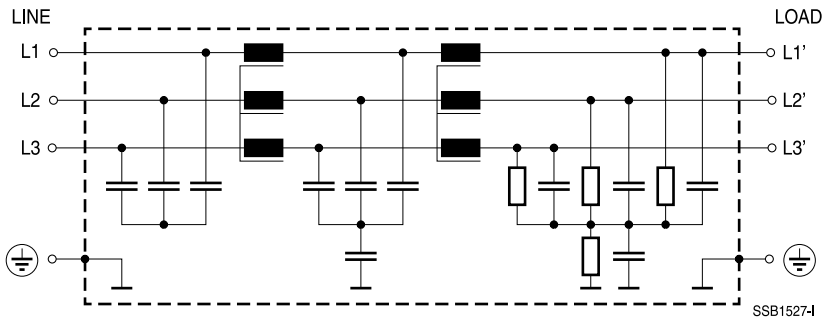 LINE LOAD
L1 L1'
L2 L2'
L3 L3'
SSB1527-I